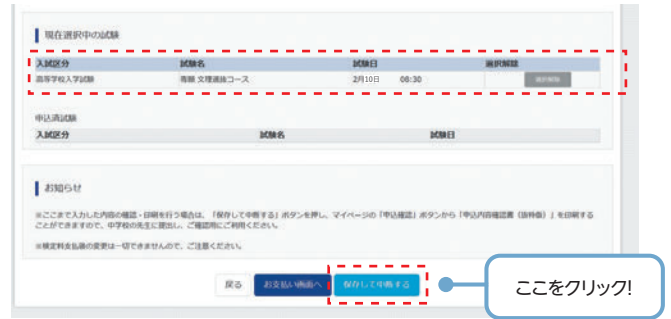 現在選択中の試験
入試区分 試験名 試験日 選択解除
高等学校入学試験 専願 文理選抜コース 2月10日 08:30 選択解除
申込済試験
入試区分 試験名 試験日
お知らせ
※ここまで入力した内容の確認・印刷を行う場合は、「保存して中断する」ボタンを押し、マイページの「申込確認」ボタンから「申込内容確認書（抜粋版）」を印刷する
ことができますので、中学校の先生に提出し、ご確認用にご利用ください。
※検定料支払後の変更は一切できませんので、ご注意ください。
戻る お支払い画面へ 保存して中断する
ここをクリック!